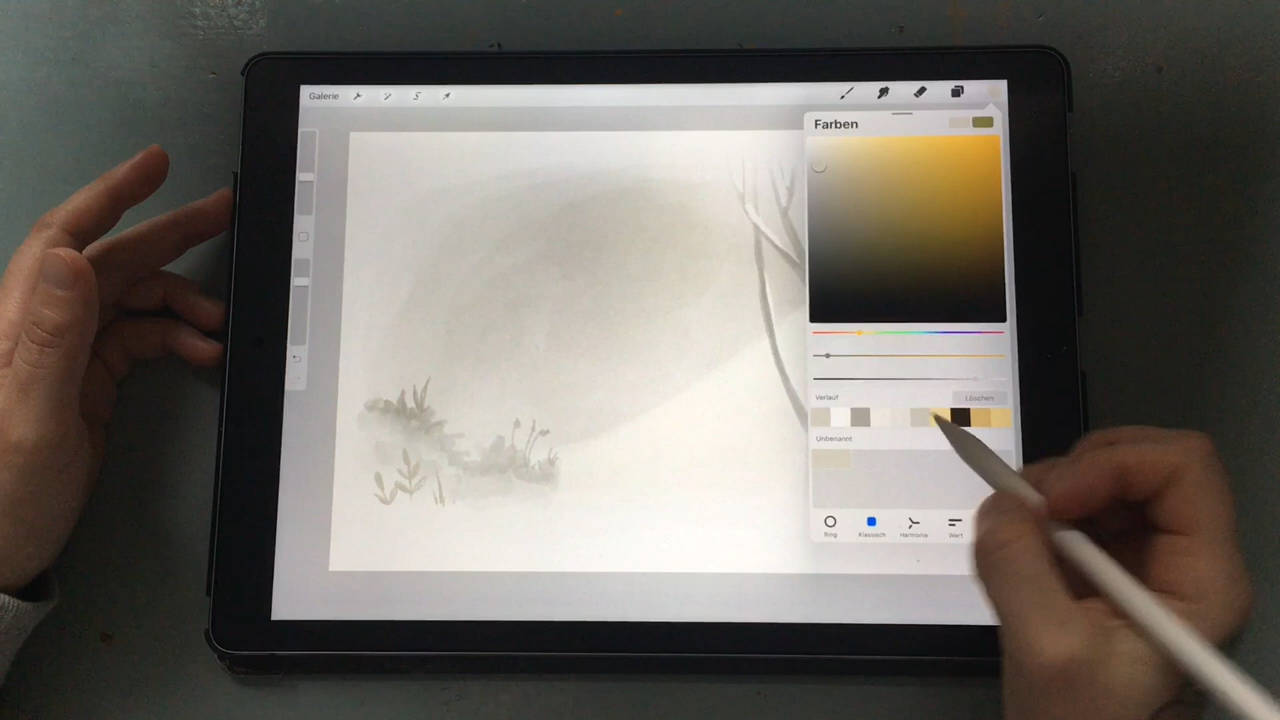 Galerie
Farben
Verlauf
Löschen
Unbenannt
Ring Klassisch Harmonie Wert